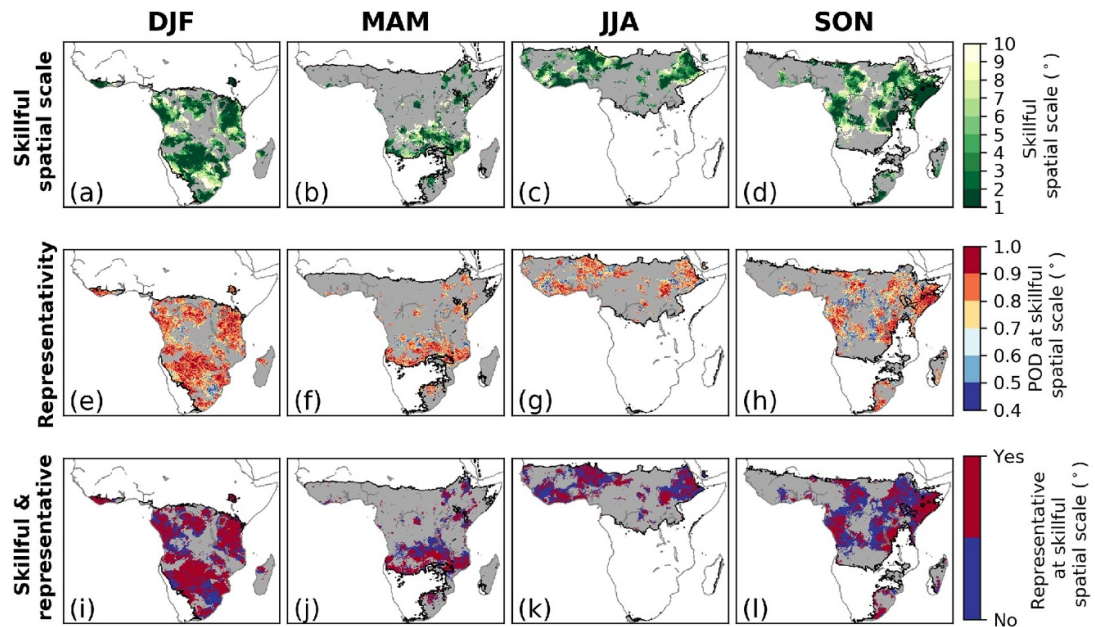 DJF
MAM
JJA
SON
Skillful
spatial scale
(a)
(b)
(c)
(d)
10
9
8
7
6
5
4
3
2
1
Skillful
spatial scale ( ° )
Representativity
(e)
(f)
(g)
(h)
1.0
0.9
0.8
0.7
0.6
0.5
0.4
POD at skillful
spatial scale ( ° )
Skillful &
representative
(i)
(j)
(k)
(l)
Yes
No
Representative
at skillful
spatial scale ( ° )